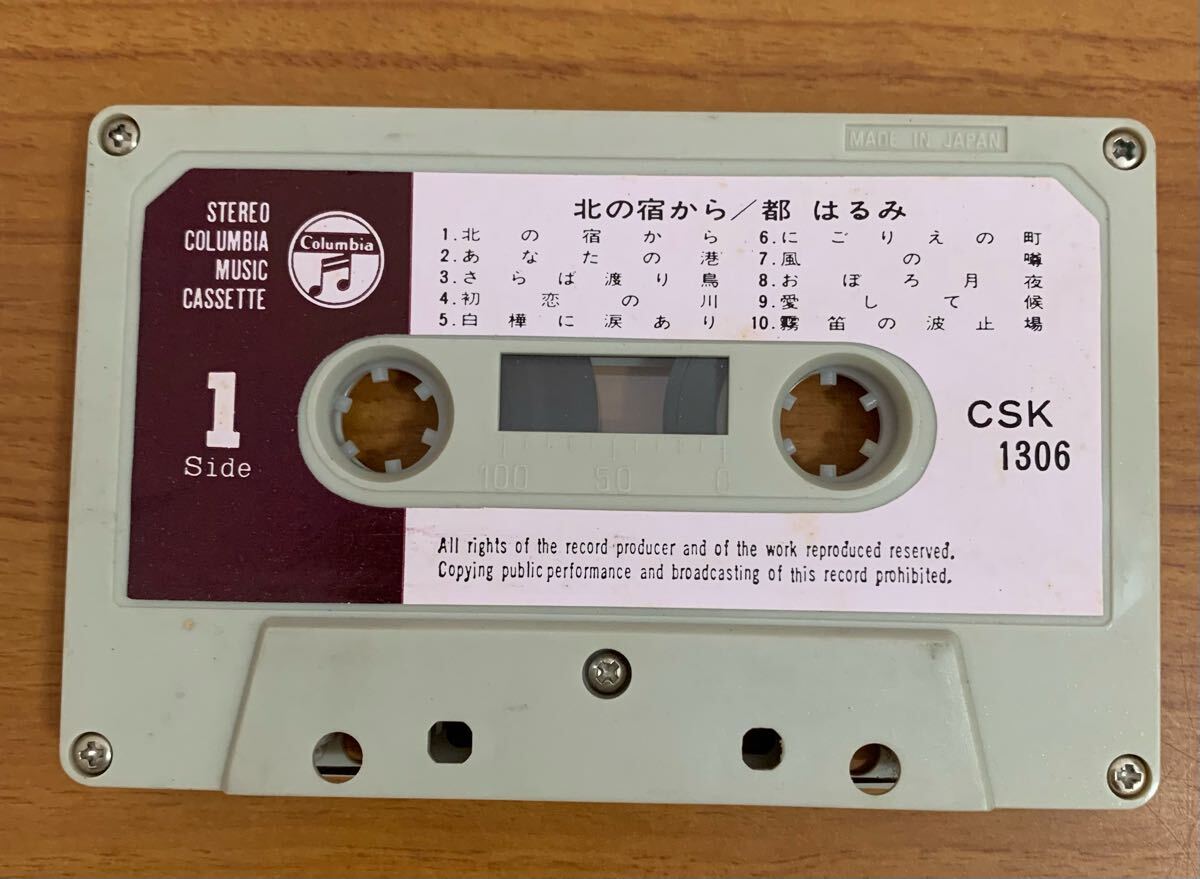 MADE IN JAPAN
STEREO
COLUMBIA
MUSIC
CASSETTE
Columbia
1
Side
北の宿から／都 はるみ
1.北の宿から
2.あなたの港
3.さらば渡り鳥
4.初恋の川
5.白樺に涙あり
6.にごりえの町
7.風の噂
8.おぼろ月夜
9.愛して候
10.霧笛の波止場
100 50 0
CSK
1306
All rights of the record producer and of the work reproduced reserved.
Copying public performance and broadcasting of this record prohibited.